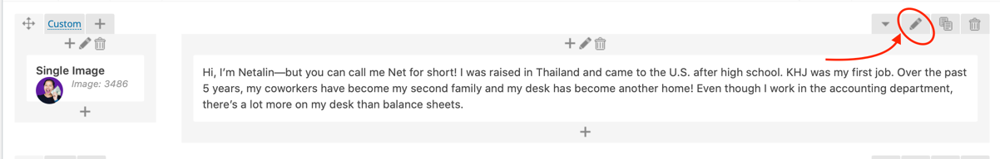 Custom
Single Image
Image: 3486
Hi, I’m Netalin—but you can call me Net for short! I was raised in Thailand and came to the U.S. after high school. KHJ was my first job. Over the past
5 years, my coworkers have become my second family and my desk has become another home! Even though I work in the accounting department,
there’s a lot more on my desk than balance sheets.